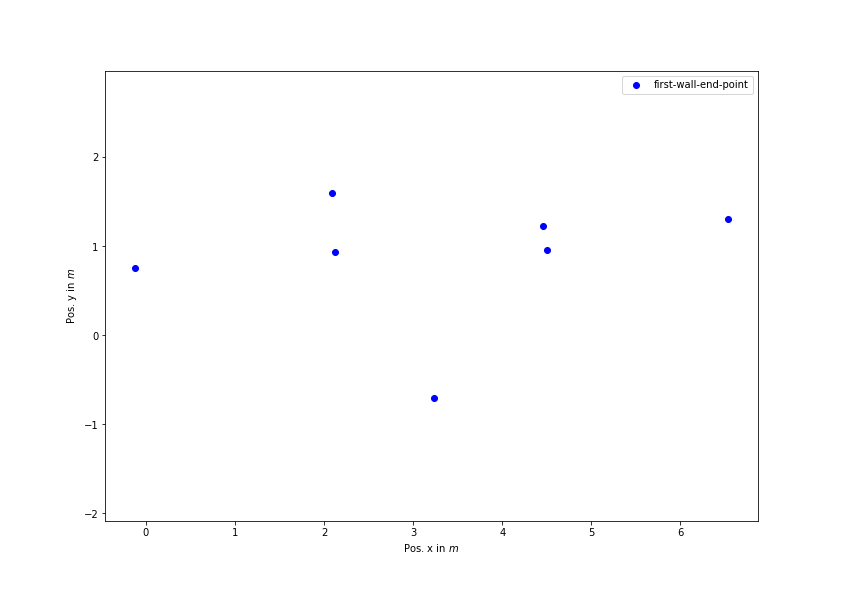 first-wall-end-point
2
1
0
−1
−2
Pos. y in m
0 1 2 3 4 5 6
Pos. x in m